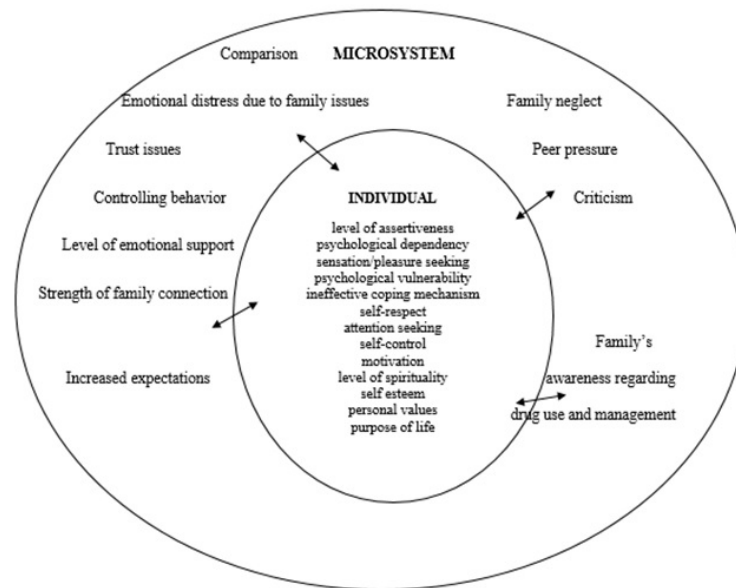 Comparison MICROSYSTEM
Emotional distress due to family issues
Family neglect
Trust issues
Peer pressure
Controlling behavior
Criticism
Level of emotional support
Strength of family connection
Increased expectations
INDIVIDUAL
level of assertiveness
psychological dependency
sensation/pleasure seeking
psychological vulnerability
ineffective coping mechanism
self-respect
attention seeking
self-control
motivation
level of spirituality
self esteem
personal values
purpose of life
Family’s
awareness regarding
drug use and management